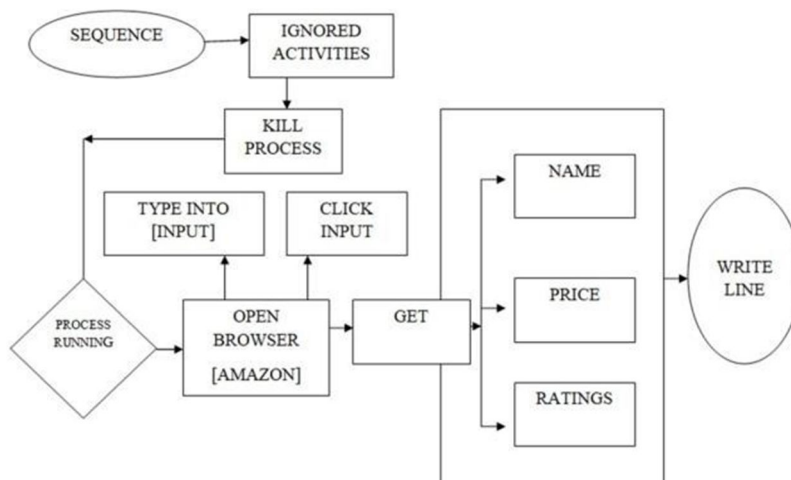 SEQUENCE
IGNORED
ACTIVITIES
KILL
PROCESS
TYPE INTO
[INPUT]
CLICK
INPUT
NAME
PROCESS
RUNNING
OPEN
BROWSER
[AMAZON]
GET
PRICE
WRITE
LINE
RATINGS